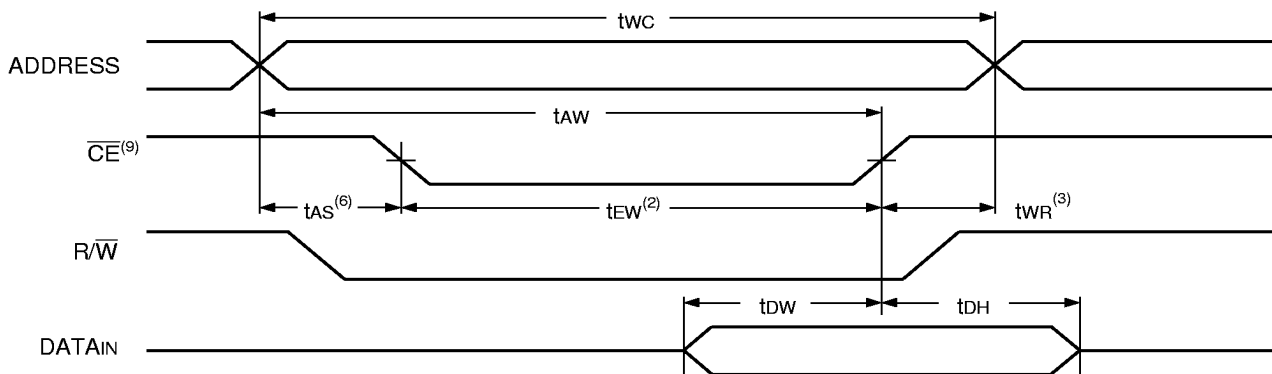 tWC
ADDRESS
tAW
CE(9)
tAS(6) tEW(2) tWR(3)
R/W
tDW tDH
DATAIN